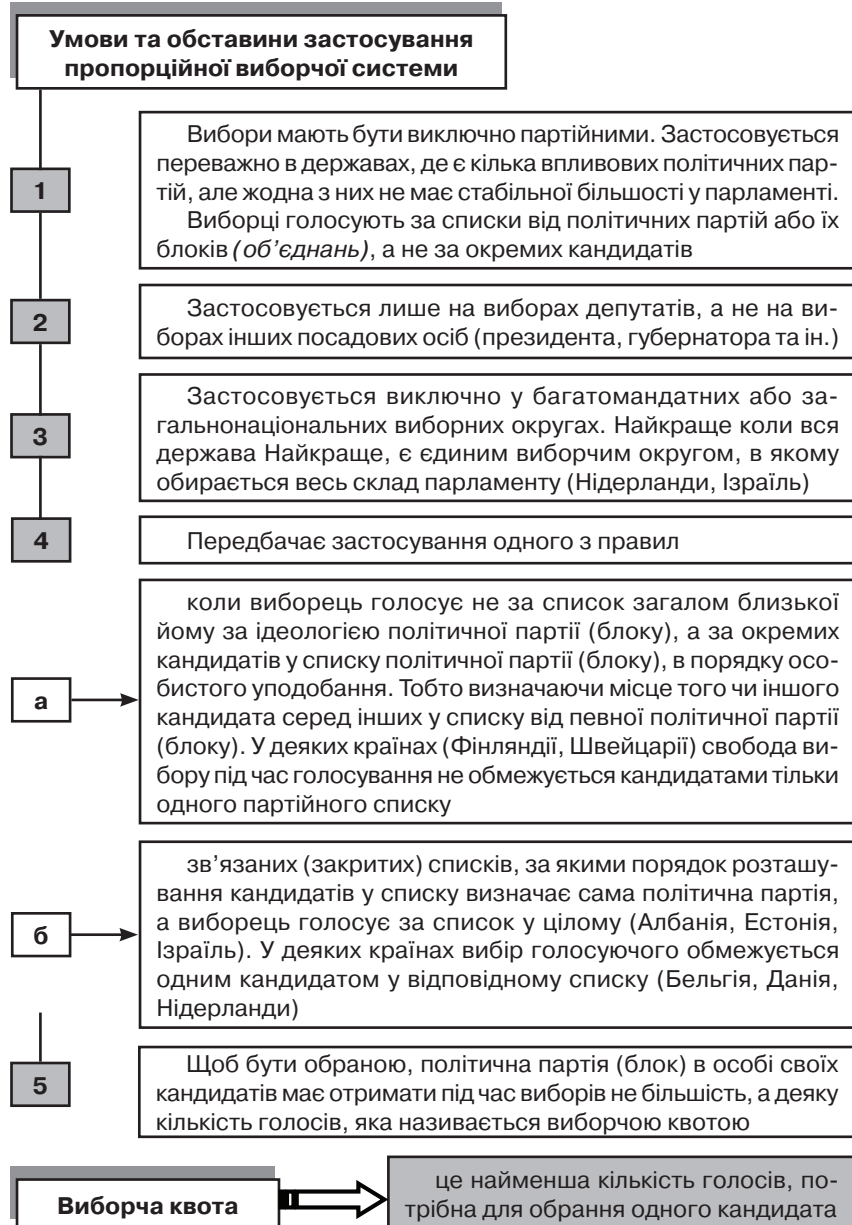 Умови та обставини застосування
пропорційної виборчої системи
1
Вибори мають бути виключно партійними. Застосовується
переважно в державах, де є кілька впливових політичних пар-
тій, але жодна з них не має стабільної більшості у парламенті.
Виборці голосують за списки від політичних партій або їх
блоків (об’єднань), а не за окремих кандидатів
2
Застосовується лише на виборах депутатів, а не на ви-
борах інших посадових осіб (президента, губернатора та ін.)
3
Застосовується виключно у багатомандатних або за-
гальнонаціональних виборних округах. Найкраще коли вся
держава Найкраще, є єдиним виборчим округом, в якому
обирається весь склад парламенту (Нідерланди, Ізраїль)
4
Передбачає застосування одного з правил
а
коли виборець голосує не за список загалом близької
йому за ідеологією політичної партії (блоку), а за окремих
кандидатів у списку політичної партії (блоку), в порядку осо-
бистого уподобання. Тобто визначаючи місце того чи іншого
кандидата серед інших у списку від певної політичної партії
(блоку). У деяких країнах (Фінляндії, Швейцарії) свобода ви-
бору під час голосування не обмежується кандидатами тільки
одного партійного списку
б
зв’язаних (закритих) списків, за якими порядок розташу-
вання кандидатів у списку визначає сама політична партія,
а виборець голосує за список у цілому (Албанія, Естонія,
Ізраїль). У деяких країнах вибір голосуючого обмежується
одним кандидатом у відповідному списку (Бельгія, Данія,
Нідерланди)
5
Щоб бути обраною, політична партія (блок) в особі своїх
кандидатів має отримати під час виборів не більшість, а деяку
кількість голосів, яка називається виборчою квотою
Виборча квота
це найменша кількість голосів, по-
трібна для обрання одного кандидата